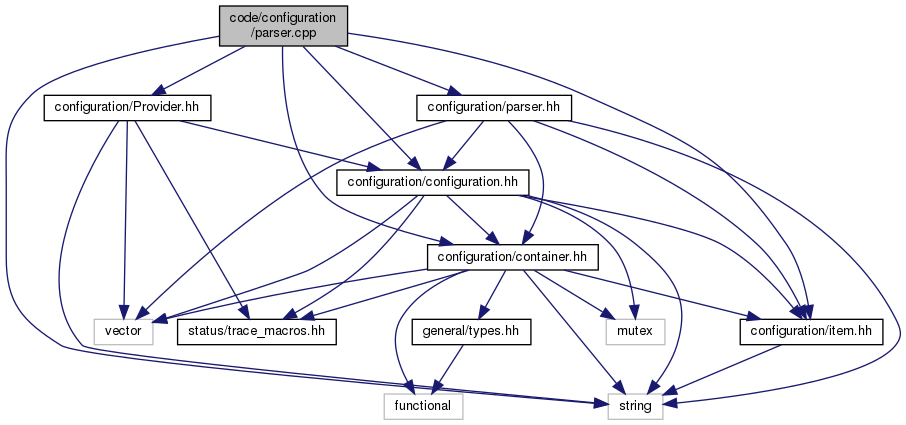 code/configuration
/parser.cpp
configuration/Provider.hh
configuration/parser.hh
configuration/configuration.hh
configuration/container.hh
vector
status/trace_macros.hh
general/types.hh
mutex
configuration/item.hh
functional
string